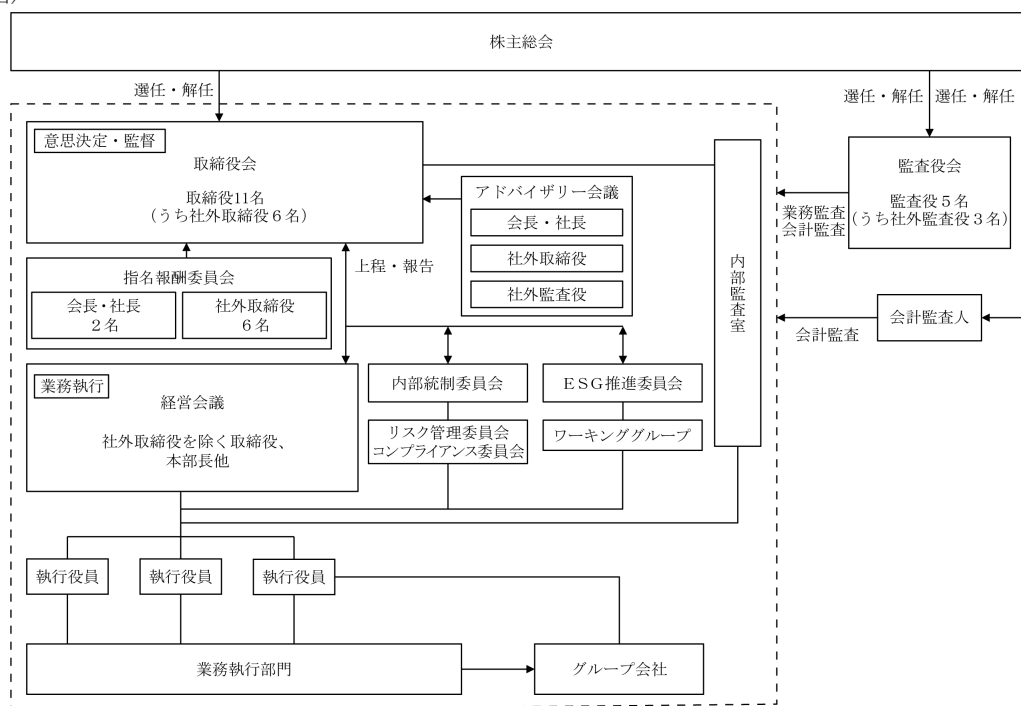 株主総会
選任・解任
選任・解任
選任・解任
意思決定・監督
取締役会
取締役11名
（うち社外取締役６名）
アドバイザリー会議
会長・社長
社外取締役
社外監査役
内部監査室
監査役会
監査役５名
（うち社外監査役３名）
業務監査
会計監査
上程・報告
指名報酬委員会
会長・社長
２名
社外取締役
６名
会計監査人
会計監査
業務執行
経営会議
社外取締役を除く取締役、
本部長他
内部統制委員会
リスク管理委員会
コンプライアンス委員会
ＥＳＧ推進委員会
ワーキンググループ
執行役員
執行役員
執行役員
業務執行部門
グループ会社